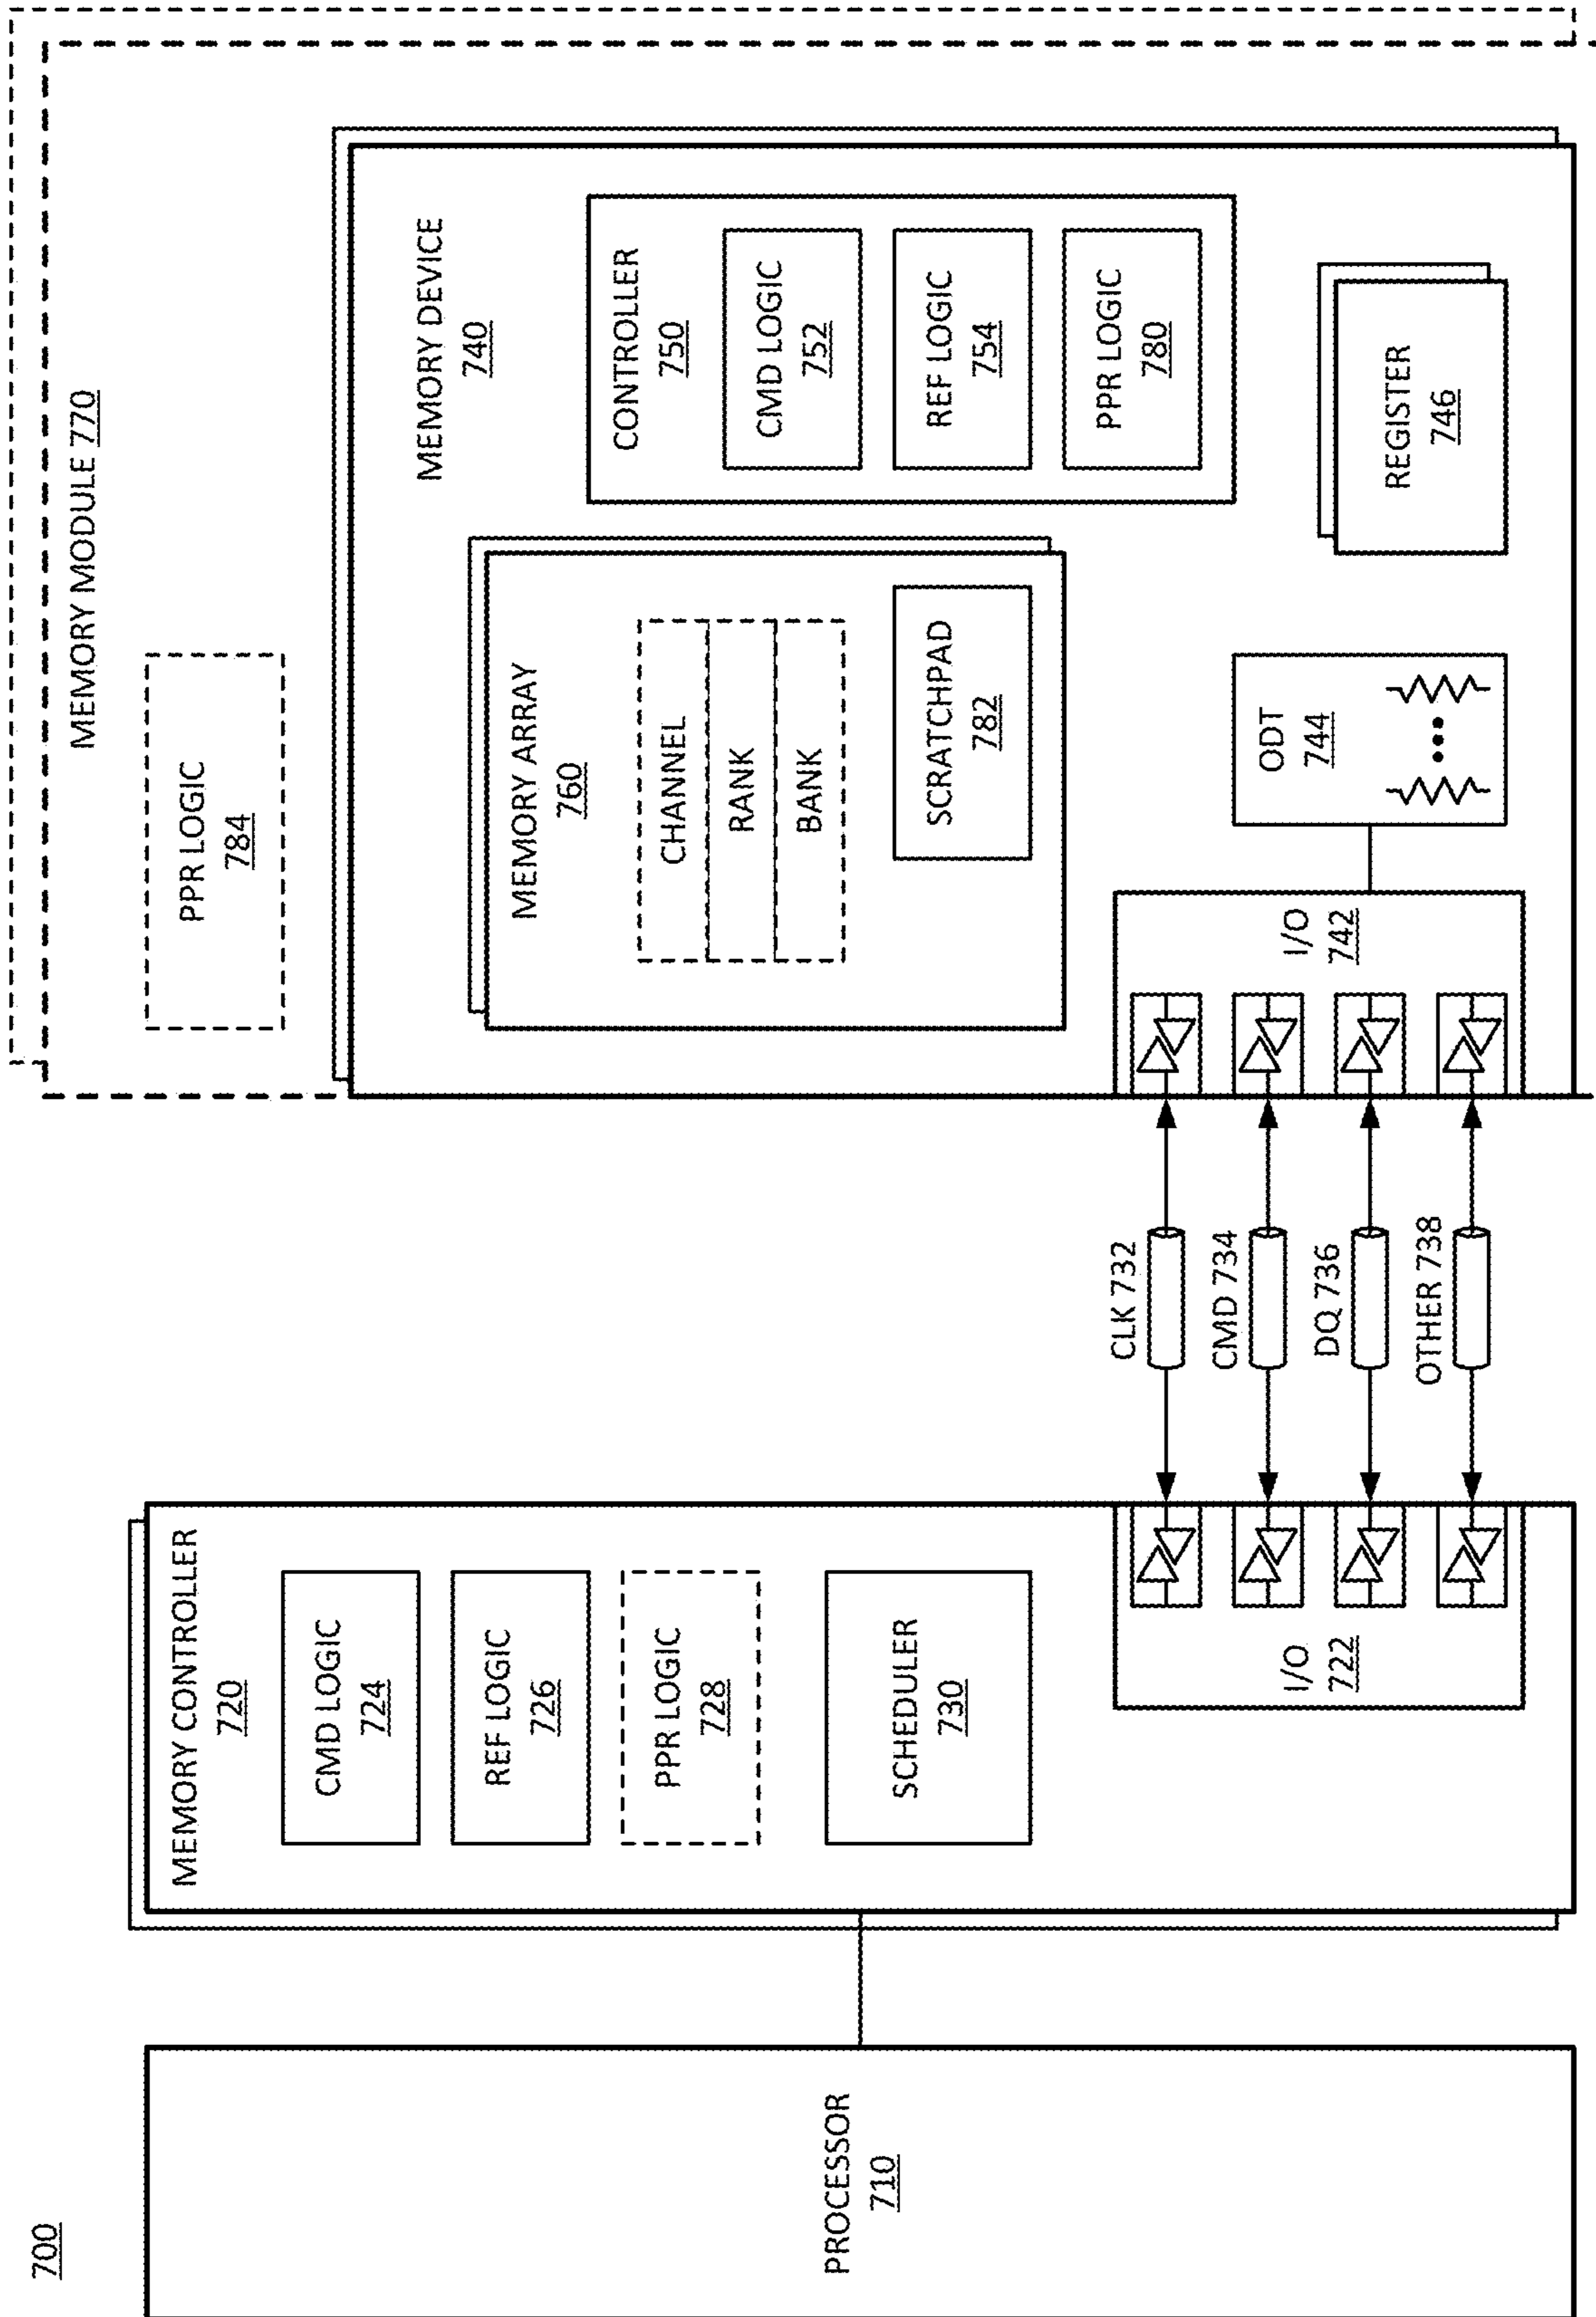 700
PROCESSOR
710
MEMORY CONTROLLER
720
CMD LOGIC
724
REF LOGIC
726
PPR LOGIC
728
SCHEDULER
730
I/O
722
CLK 732
CMD 734
DQ 736
OTHER 738
MEMORY MODULE 770
PPR LOGIC
784
MEMORY DEVICE
740
MEMORY ARRAY
760
CHANNEL
RANK
BANK
SCRATCHPAD
782
CONTROLLER
750
CMD LOGIC
752
REF LOGIC
754
PPR LOGIC
780
I/O
742
ODT
744
REGISTER
746